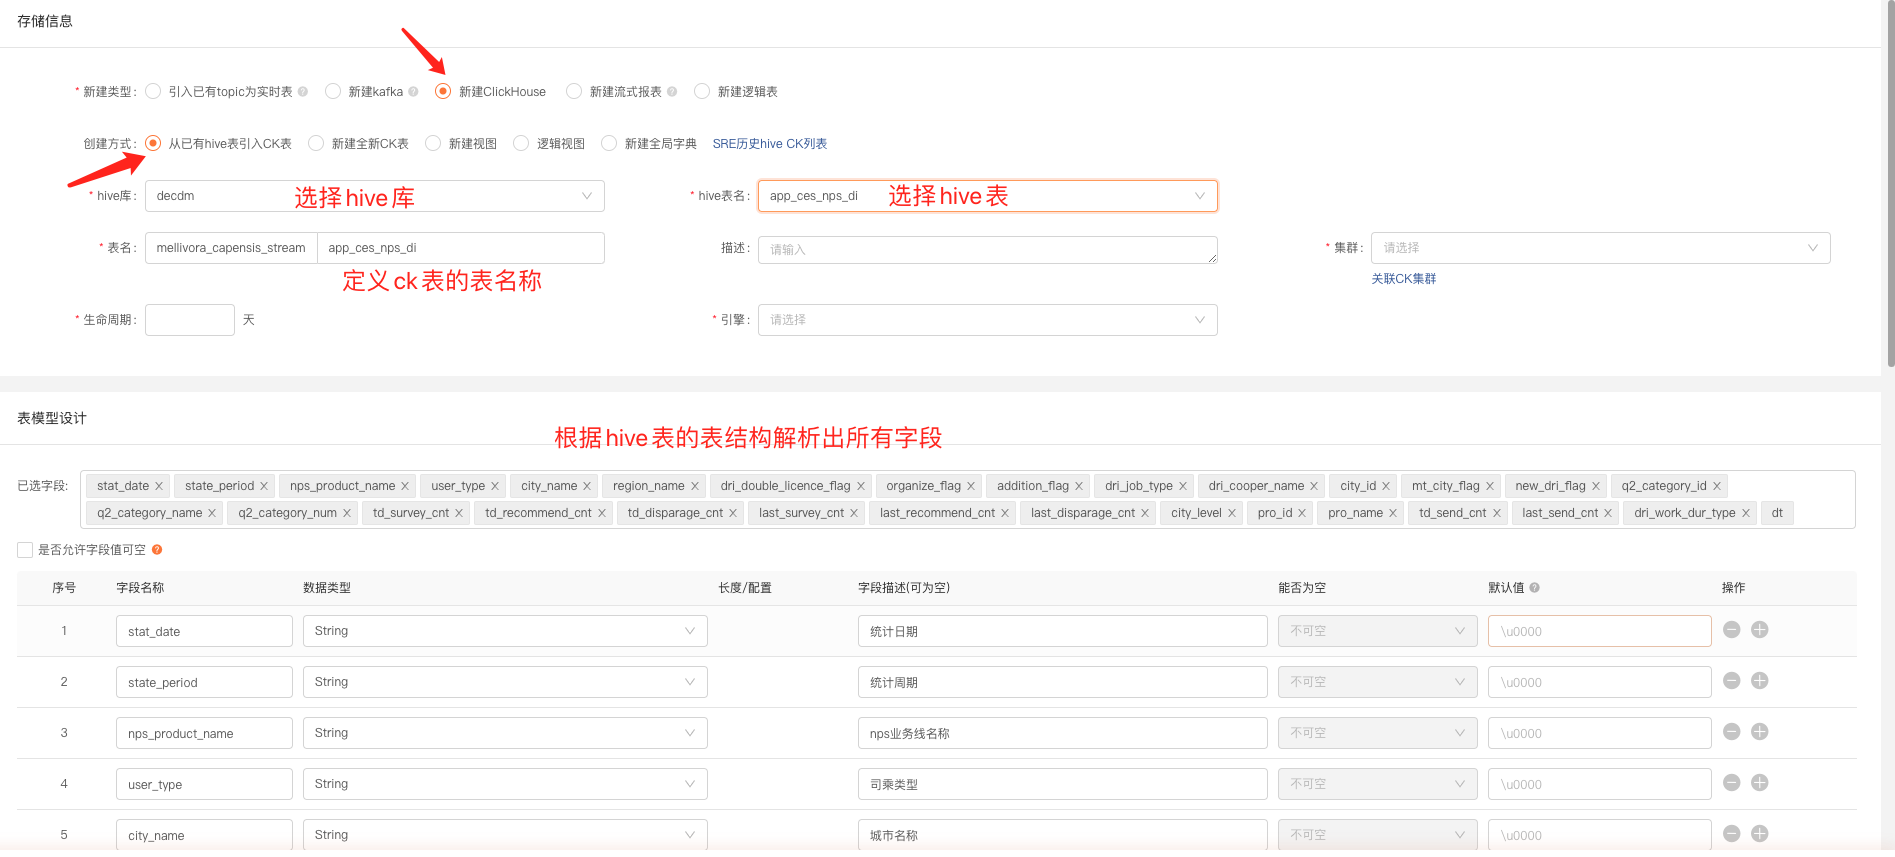 存储信息
* 新建类型: 引入已有topic为实时表 新建kafka 新建ClickHouse 新建流式报表 新建逻辑表
创建方式: 从已有hive表引入CK表 新建全新CK表 新建视图 逻辑视图 新建全局字典 SRE历史hive CK列表
* hive库: decdm 选择hive库 * hive表名: app_ces_nps_di 选择hive表
* 表名: mellivora_capensis_stream app_ces_nps_di 描述: 请输入 * 集群: 请选择
定义ck表的表名称 关联CK集群
* 生命周期: 天 * 引擎: 请选择
表模型设计
根据hive表的表结构解析出所有字段
已选字段: stat_date X state_period X nps_product_name X user_type X city_name X region_name X dri_double_licence_flag X organize_flag X addition_flag X dri_job_type X dri_cooper_name X city_id X mt_city_flag X new_dri_flag X q2_category_id X
q2_category_name X q2_category_num X td_survey_cnt X td_recommend_cnt X td_disparage_cnt X last_survey_cnt X last_recommend_cnt X last_disparage_cnt X city_level X pro_id X pro_name X td_send_cnt X last_send_cnt X dri_work_dur_type X dt
是否允许字段值可空 ?
序号 字段名称 数据类型 长度/配置 字段描述(可为空) 能否为空 默认值 ? 操作
1 stat_date String 统计日期 不可空 \u0000
2 state_period String 统计周期 不可空 \u0000
3 nps_product_name String nps业务线名称 不可空 \u0000
4 user_type String 司乘类型 不可空 \u0000
5 city_name String 城市名称 不可空 \u0000